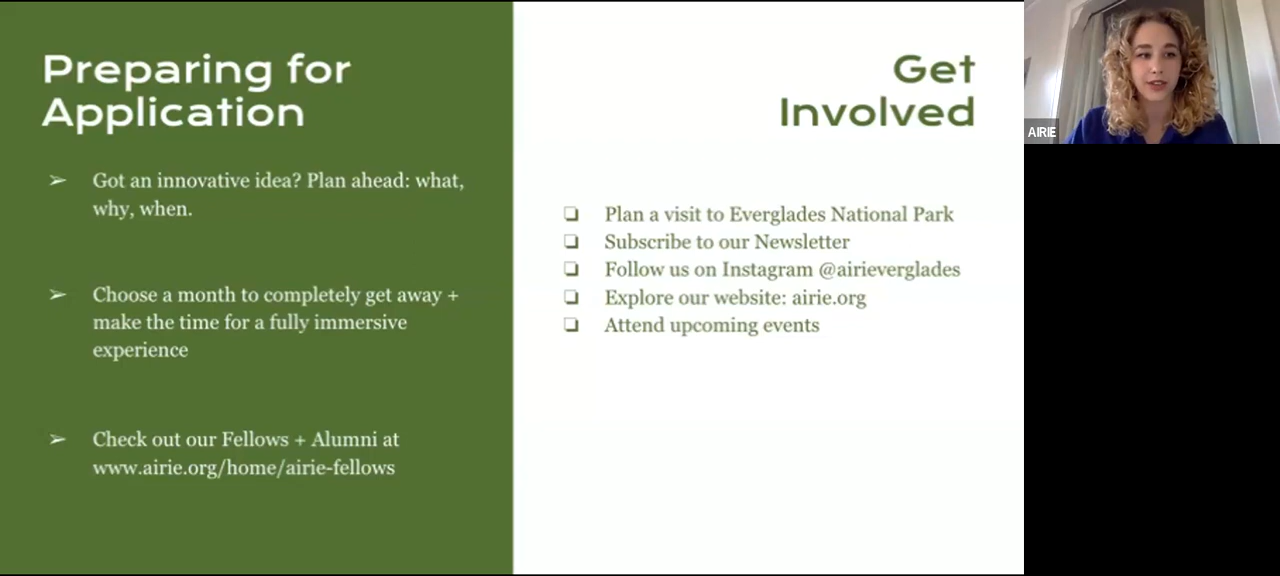 Preparing for
Application
➢ Got an innovative idea? Plan ahead: what,
why, when.
➢ Choose a month to completely get away +
make the time for a fully immersive
experience
➢ Check out our Fellows + Alumni at
www.airie.org/home/airie-fellows
Get
Involved
❏ Plan a visit to Everglades National Park
❏ Subscribe to our Newsletter
❏ Follow us on Instagram @airieverglades
❏ Explore our website: airie.org
❏ Attend upcoming events
AIRIE